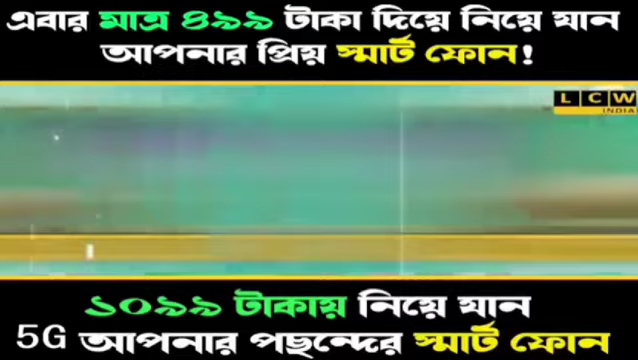 এবার মাত্র ৪৯৯ টাকা দিয়ে নিয়ে যান
আপনার প্রিয় স্মার্ট ফোন!
LCW
INDIA
১০৯৯ টাকায় নিয়ে যান
5G আপনার পছন্দের স্মার্ট ফোন